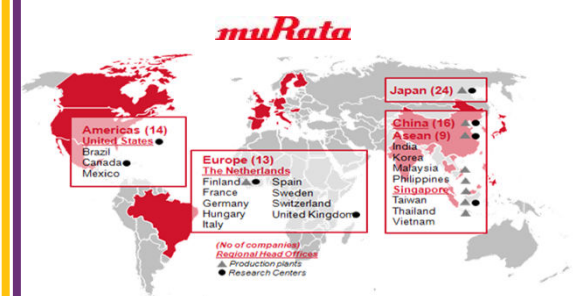 muRata
Japan (24) ▲●
Americas (14)
United States ●
Brazil
Canada ●
Mexico
Europe (13)
The Netherlands
Finland ▲● Spain
France Sweden
Germany Switzerland
Hungary United Kingdom ●
Italy
China (16) ▲●
Asean (9) ▲●
India
Korea
Malaysia ▲
Philippines ▲
Singapore ▲
Taiwan ▲●
Thailand ▲
Vietnam
(No of companies)
Regional Head Offices
▲ Production plants
● Research Centers